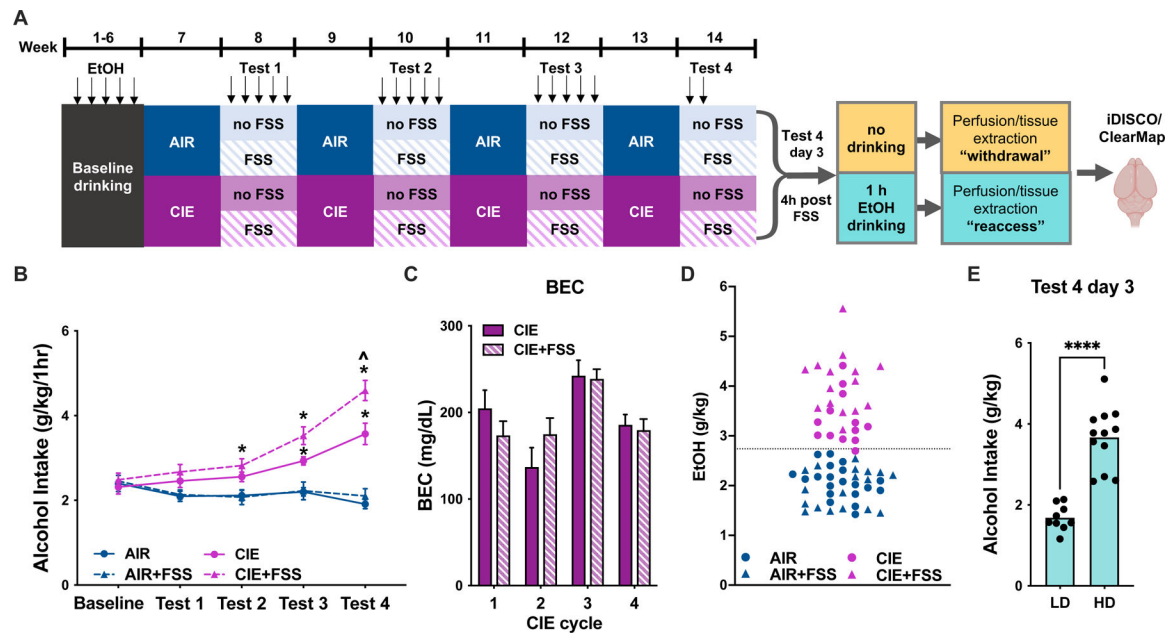 A
Week 1-6 7 8 9 10 11 12 13 14
EtOH Test 1 Test 2 Test 3 Test 4
Baseline
drinking
AIR no FSS AIR no FSS AIR no FSS AIR no FSS
FSS FSS FSS FSS
CIE no FSS CIE no FSS CIE no FSS CIE no FSS
FSS FSS FSS FSS
Test 4
day 3
4h post
FSS
no
drinking
1 h
EtOH
drinking
Perfusion/tissue
extraction
“withdrawal”
Perfusion/tissue
extraction
“reaccess”
iDISCO/
ClearMap
B
Alcohol Intake (g/kg/1hr)
6
4
2
0
^
*
*
*
*
*
AIR CIE
AIR+FSS CIE+FSS
Baseline Test 1 Test 2 Test 3 Test 4
C
BEC
BEC (mg/dL)
300
200
100
0
CIE
CIE+FSS
1 2 3 4
CIE cycle
D
EtOH (g/kg)
6
5
4
3
2
1
0
AIR CIE
AIR+FSS CIE+FSS
E
Test 4 day 3
Alcohol Intake (g/kg)
6
4
2
0
****
LD HD